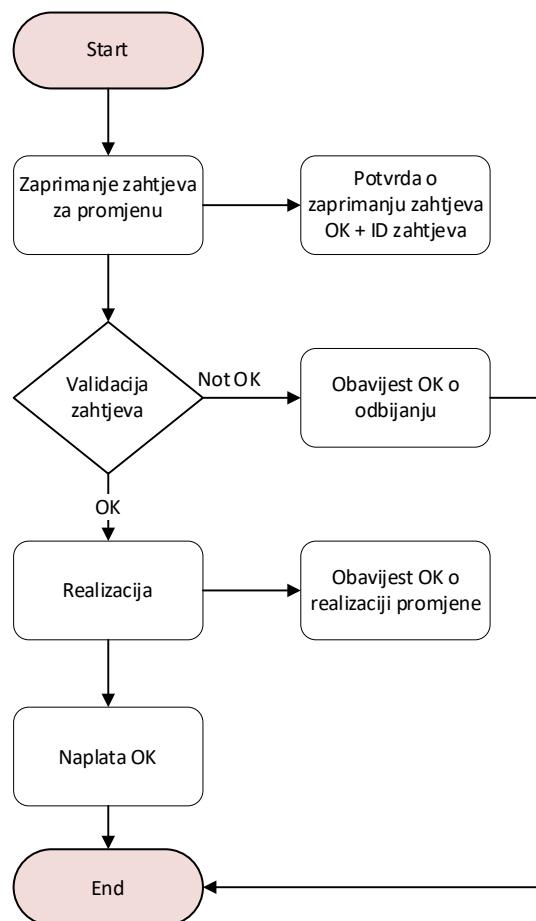 Start
Zaprimanje zahtjeva
za promjenu
Potvrda o
zaprimanju zahtjeva
OK + ID zahtjeva
Validacija
zahtjeva
Not OK
Obavijest OK o
odbijanju
OK
Realizacija
Obavijest OK o
realizaciji promjene
Naplata OK
End